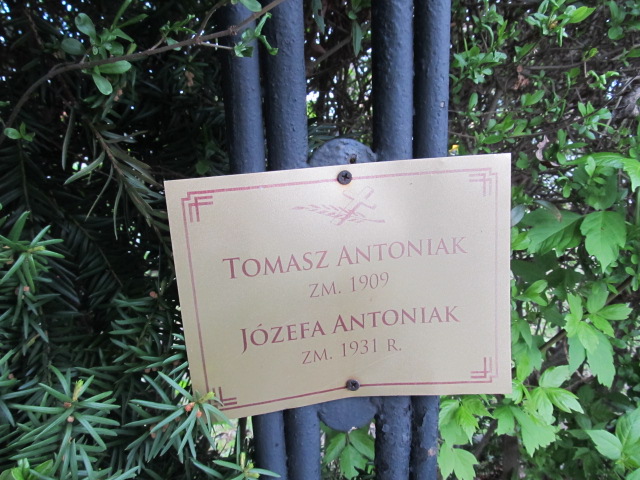 TOMASZ ANTONIAK
ZM. 1909
JÓZEFA ANTONIAK
ZM. 1931 R.